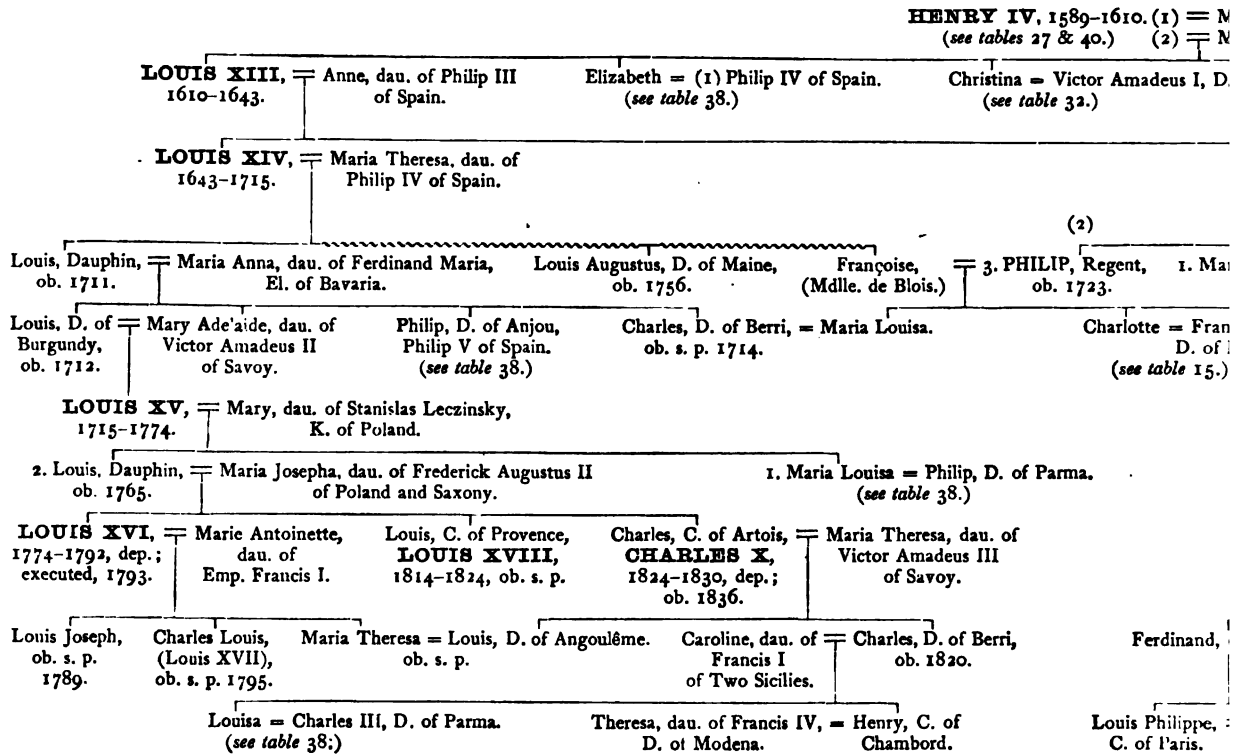 HENRY IV, 1589–1610. (1) = M
(see tables 27 & 40.) (2) = M
LOUIS XIII, = Anne, dau. of Philip III Elizabeth = (1) Philip IV of Spain. Christina = Victor Amadeus I, D.
1610–1643. of Spain. (see table 38.) (see table 32.)
LOUIS XIV, = Maria Theresa, dau. of
1643–1715. Philip IV of Spain.
(2)
Louis, Dauphin, = Maria Anna, dau. of Ferdinand Maria, Louis Augustus, D. of Maine, Françoise, = 3. PHILIP, Regent, 1. Mar
ob. 1711. El. of Bavaria. ob. 1756. (Mdlle. de Blois.) ob. 1723.
Louis, D. of = Mary Ade'aide, dau. of Philip, D. of Anjou, Charles, D. of Berri, = Maria Louisa. Charlotte = Fran
Burgundy, Victor Amadeus II Philip V of Spain. ob. s. p. 1714. D. of
ob. 1712. of Savoy. (see table 38.) (see table 15.)
LOUIS XV, = Mary, dau. of Stanislas Leczinsky,
1715–1774. K. of Poland.
2. Louis, Dauphin, = Maria Josepha, dau. of Frederick Augustus II 1. Maria Louisa = Philip, D. of Parma.
ob. 1765. of Poland and Saxony. (see table 38.)
LOUIS XVI, = Marie Antoinette, Louis, C. of Provence, Charles, C. of Artois, = Maria Theresa, dau. of
1774–1792, dep.; dau. of LOUIS XVIII, CHARLES X, Victor Amadeus III
executed, 1793. Emp. Francis I. 1814–1824, ob. s. p. 1824–1830, dep.; of Savoy.
ob. 1836.
Louis Joseph, Charles Louis, Maria Theresa = Louis, D. of Angoulême. Caroline, dau. of = Charles, D. of Berri, Ferdinand,
ob. s. p. (Louis XVII), ob. s. p. Francis I ob. 1820.
1789. ob. s. p. 1795. of Two Sicilies.
Louisa = Charles III, D. of Parma. Theresa, dau. of Francis IV, = Henry, C. of Louis Philippe, =
(see table 38;) D. of Modena. Chambord. C. of Paris.